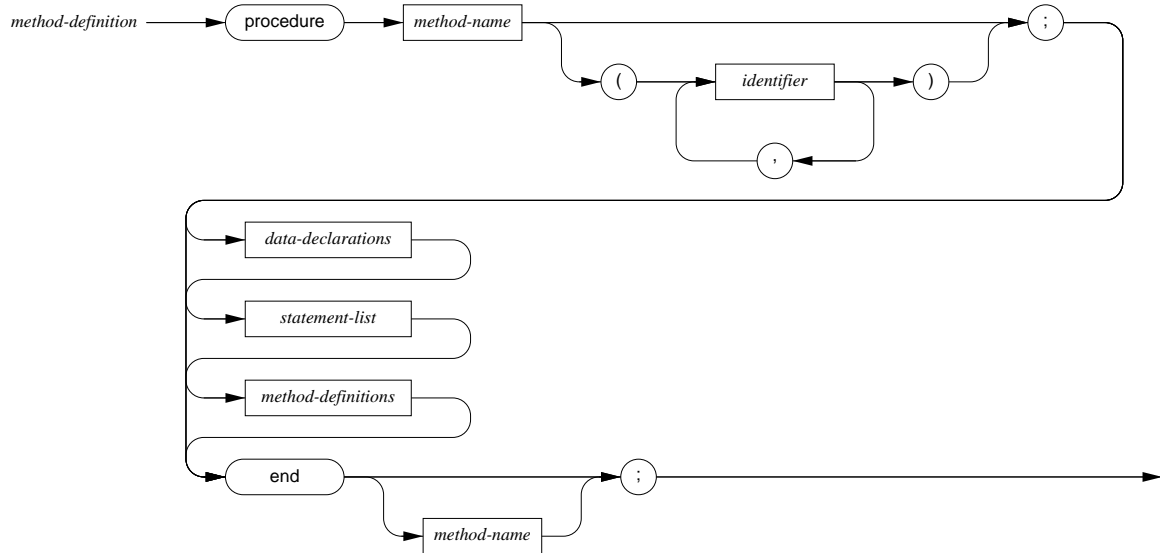 method-definition procedure method-name ;
( identifier )
,
data-declarations
statement-list
method-definitions
end ;
method-name